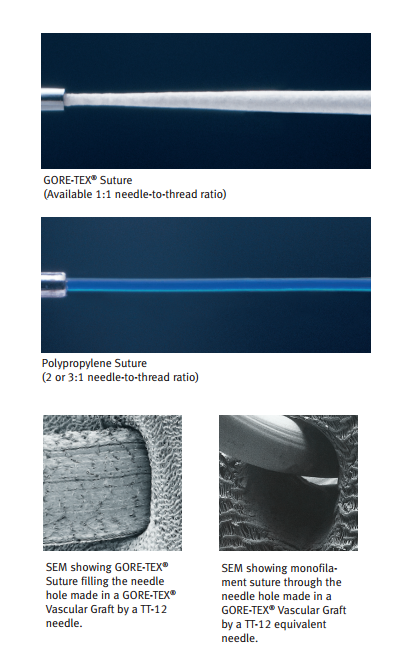 GORE-TEX® Suture
(Available 1:1 needle-to-thread ratio)
Polypropylene Suture
(2 or 3:1 needle-to-thread ratio)
SEM showing GORE-TEX®
Suture filling the needle
hole made in a GORE-TEX®
Vascular Graft by a TT-12
needle.
SEM showing monofila-
ment suture through the
needle hole made in a
GORE-TEX® Vascular Graft
by a TT-12 equivalent
needle.